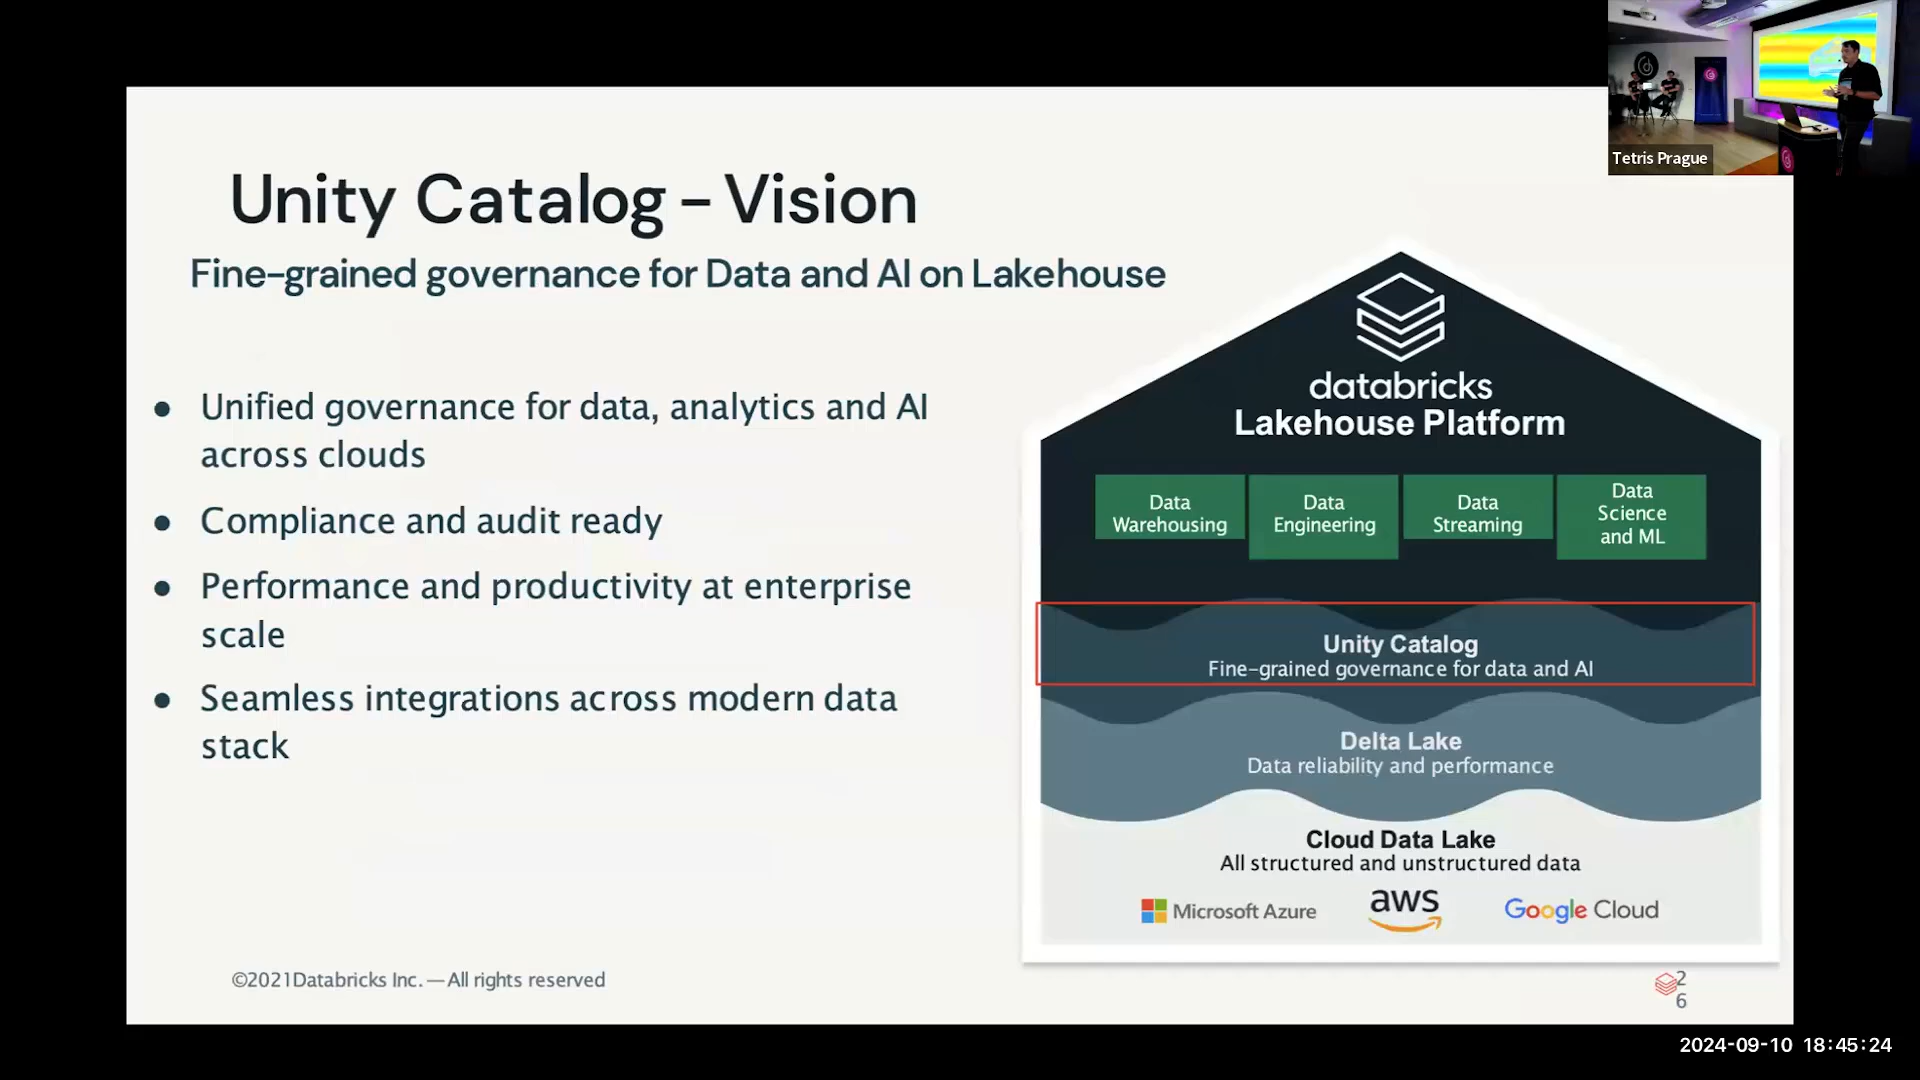 Tetris Prague
Unity Catalog – Vision
Fine-grained governance for Data and AI on Lakehouse
● Unified governance for data, analytics and AI
across clouds
● Compliance and audit ready
● Performance and productivity at enterprise
scale
● Seamless integrations across modern data
stack
databricks
Lakehouse Platform
Data
Warehousing
Data
Engineering
Data
Streaming
Data
Science
and ML
Unity Catalog
Fine-grained governance for data and AI
Delta Lake
Data reliability and performance
Cloud Data Lake
All structured and unstructured data
Microsoft Azure
aws
Google Cloud
©2021Databricks Inc. — All rights reserved
2
6
2024-09-10 18:45:24